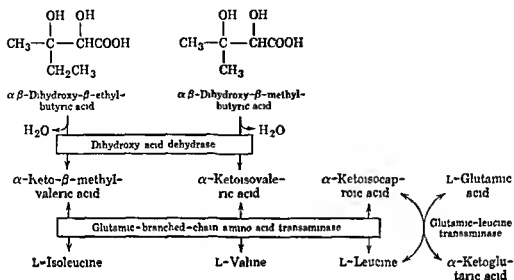 OH OH
CH₃—C——CHCOOH
CH₂CH₃
αβ-Dihydroxy-β-ethyl-
butyric acid
OH OH
CH₃—C——CHCOOH
CH₃
αβ-Dihydroxy-β-methyl-
butyric acid
H₂O
H₂O
Dihydroxy acid dehydrase
α-Keto-β-methyl-
valeric acid
α-Ketoisovale-
ric acid
α-Ketoisocap-
roic acid
L-Glutamic
acid
Glutamic-branched-chain amino acid transaminase
Glutamic-leucine
transaminase
L-Isoleucine
L-Valine
L-Leucine
α-Ketoglu-
taric acid